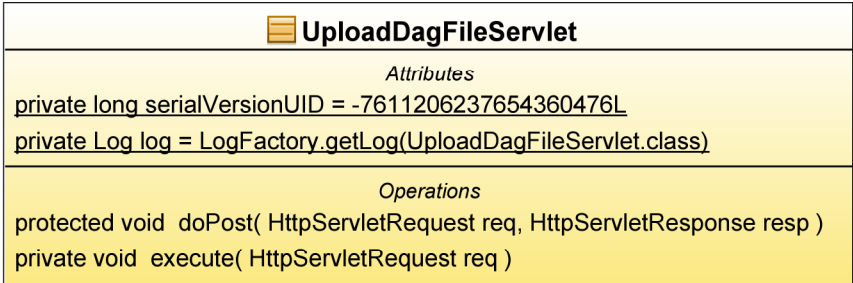 UploadDagFileServlet
Attributes
private long serialVersionUID = -7611206237654360476L
private Log log = LogFactory.getLog(UploadDagFileServlet.class)
Operations
protected void  doPost( HttpServletRequest req, HttpServletResponse resp )
private void  execute( HttpServletRequest req )